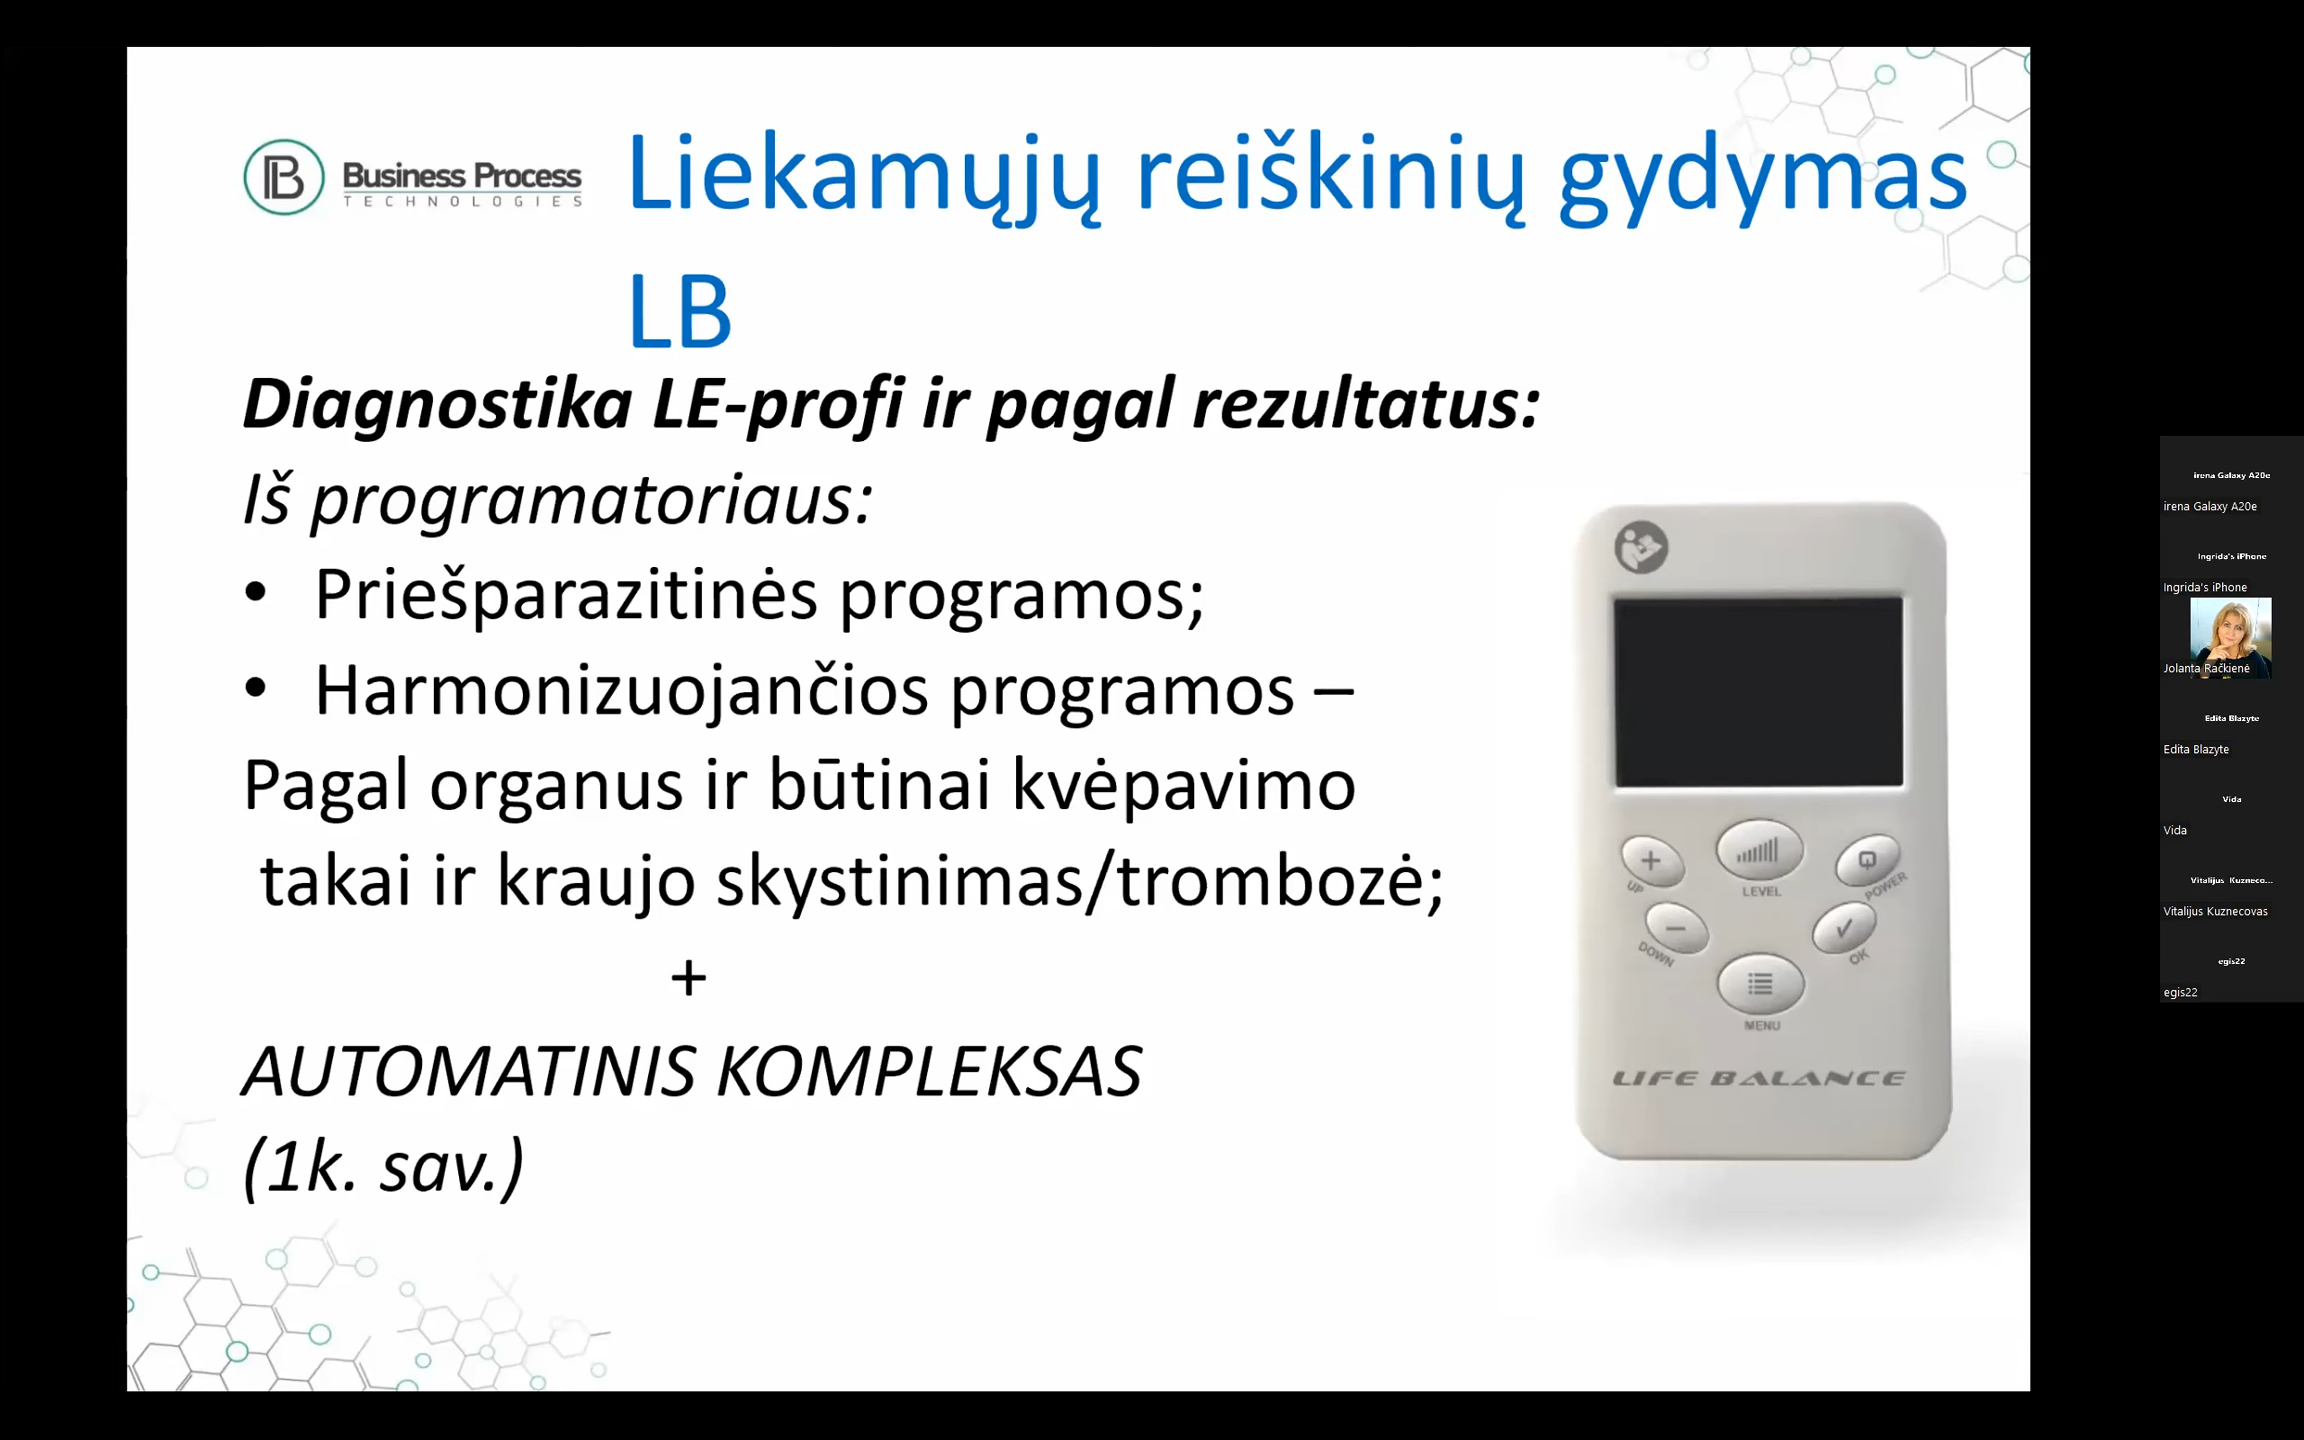 Business Process
TECHNOLOGIES
Liekamųjų reiškinių gydymas
LB
Diagnostika LE-profi ir pagal rezultatus:
Iš programatoriaus:
• Priešparazitinės programos;
• Harmonizuojančios programos –
Pagal organus ir būtinai kvėpavimo
takai ir kraujo skystinimas/trombozė;
+
AUTOMATINIS KOMPLEKSAS
(1k. sav.)
UP
LEVEL
POWER
DOWN
OK
MENU
LIFE BALANCE
irena Galaxy A20e
irena Galaxy A20e
Ingrida's iPhone
Ingrida's iPhone
Jolanta Račkienė
Edita Blazyte
Edita Blazyte
Vida
Vida
Vitalijus Kuzneco...
Vitalijus Kuznecovas
egis22
egis22